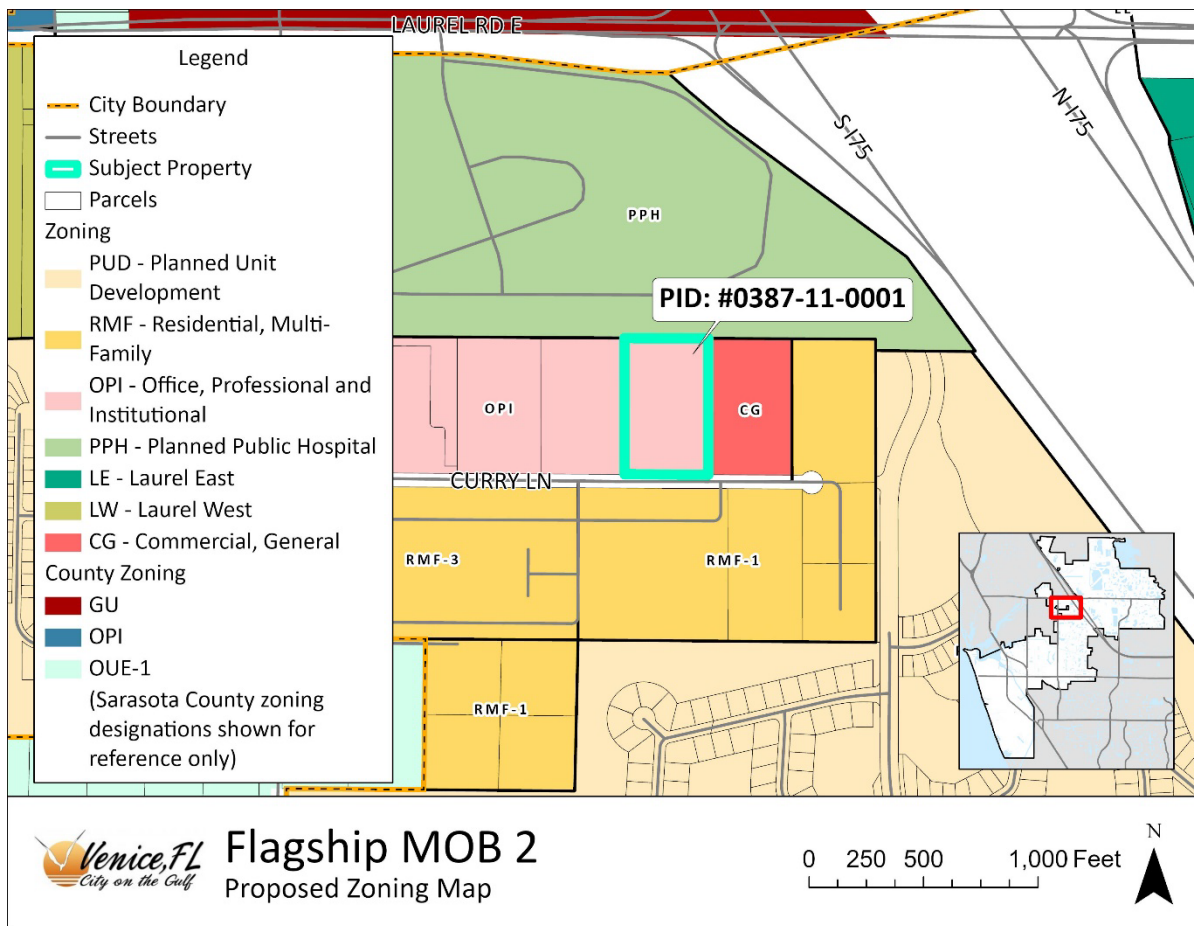 LAUREL RD E
Legend
City Boundary
Streets
Subject Property
Parcels
Zoning
PUD - Planned Unit
Development
RMF - Residential, Multi-
Family
OPI - Office, Professional and
Institutional
PPH - Planned Public Hospital
LE - Laurel East
LW - Laurel West
CG - Commercial, General
County Zoning
GU
OPI
OUE-1
(Sarasota County zoning
designations shown for
reference only)
S I75
N I75
PPH
PID: #0387-11-0001
OPI
CG
CURRY LN
RMF-3
RMF-1
RMF-1
Venice, FL
City on the Gulf
Flagship MOB 2
Proposed Zoning Map
0 250 500 1,000 Feet
N